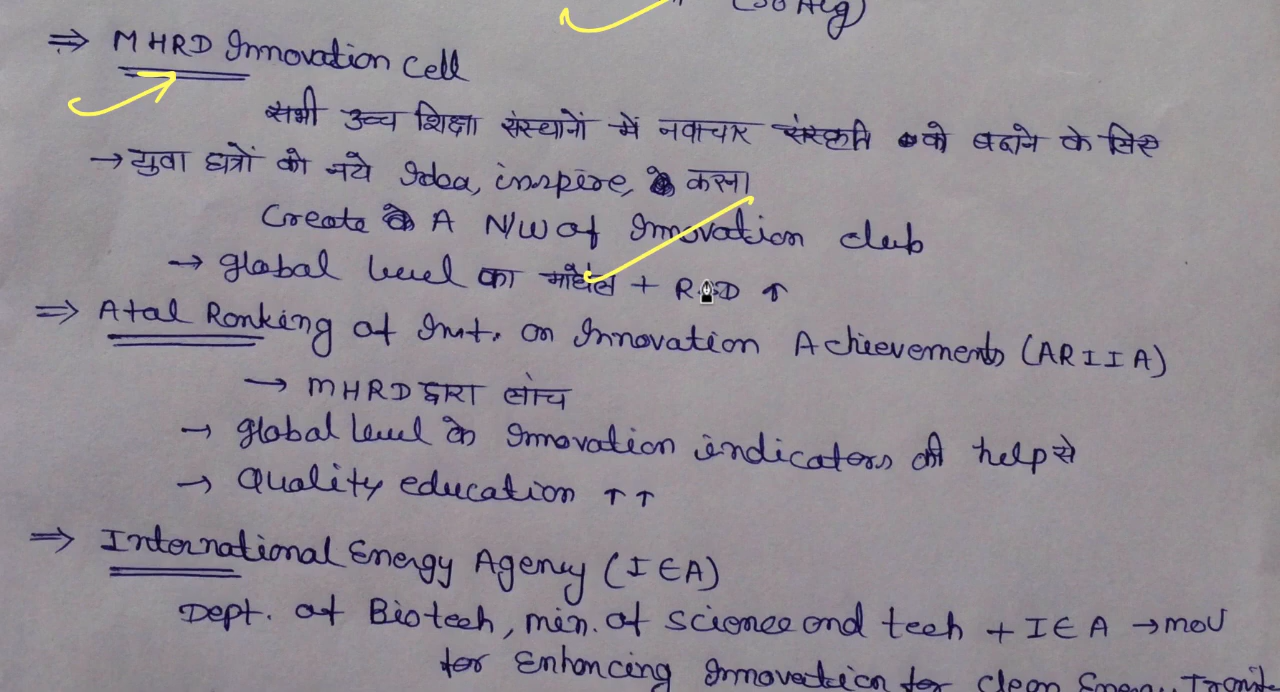 (30 Aug)
⇒ MHRD Innovation Cell
सभी उच्च शिक्षा संस्थानों में नवाचार संस्कृति को बढाने के लिए
→ युवा छात्रों को नये Idea, inspire, करना
Create A N/W of Innovation club
→ Global level का + R&D ↑
⇒ Atal Ranking of Inst. on Innovation Achievements (ARIIA)
→ MHRD द्वारा लांच
→ Global level के Innovation indicators की help से
→ Quality education ↑↑
⇒ International Energy Agency (IEA)
Dept. of Biotech, min. of science and tech + IEA → MOU
for Enhancing Innovation for Clean Energy